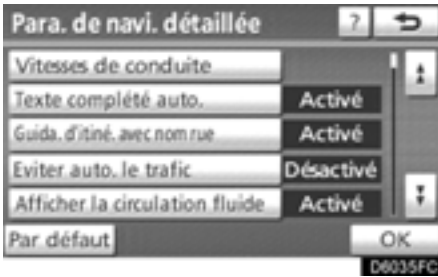 Para. de navi. détaillée ?
Vitesses de conduite
Texte complété auto. Activé
Guida. d'itiné. avec nom rue Activé
Eviter auto. le trafic Désactivé
Afficher la circulation fluide Activé
Par défaut OK
D6035FC